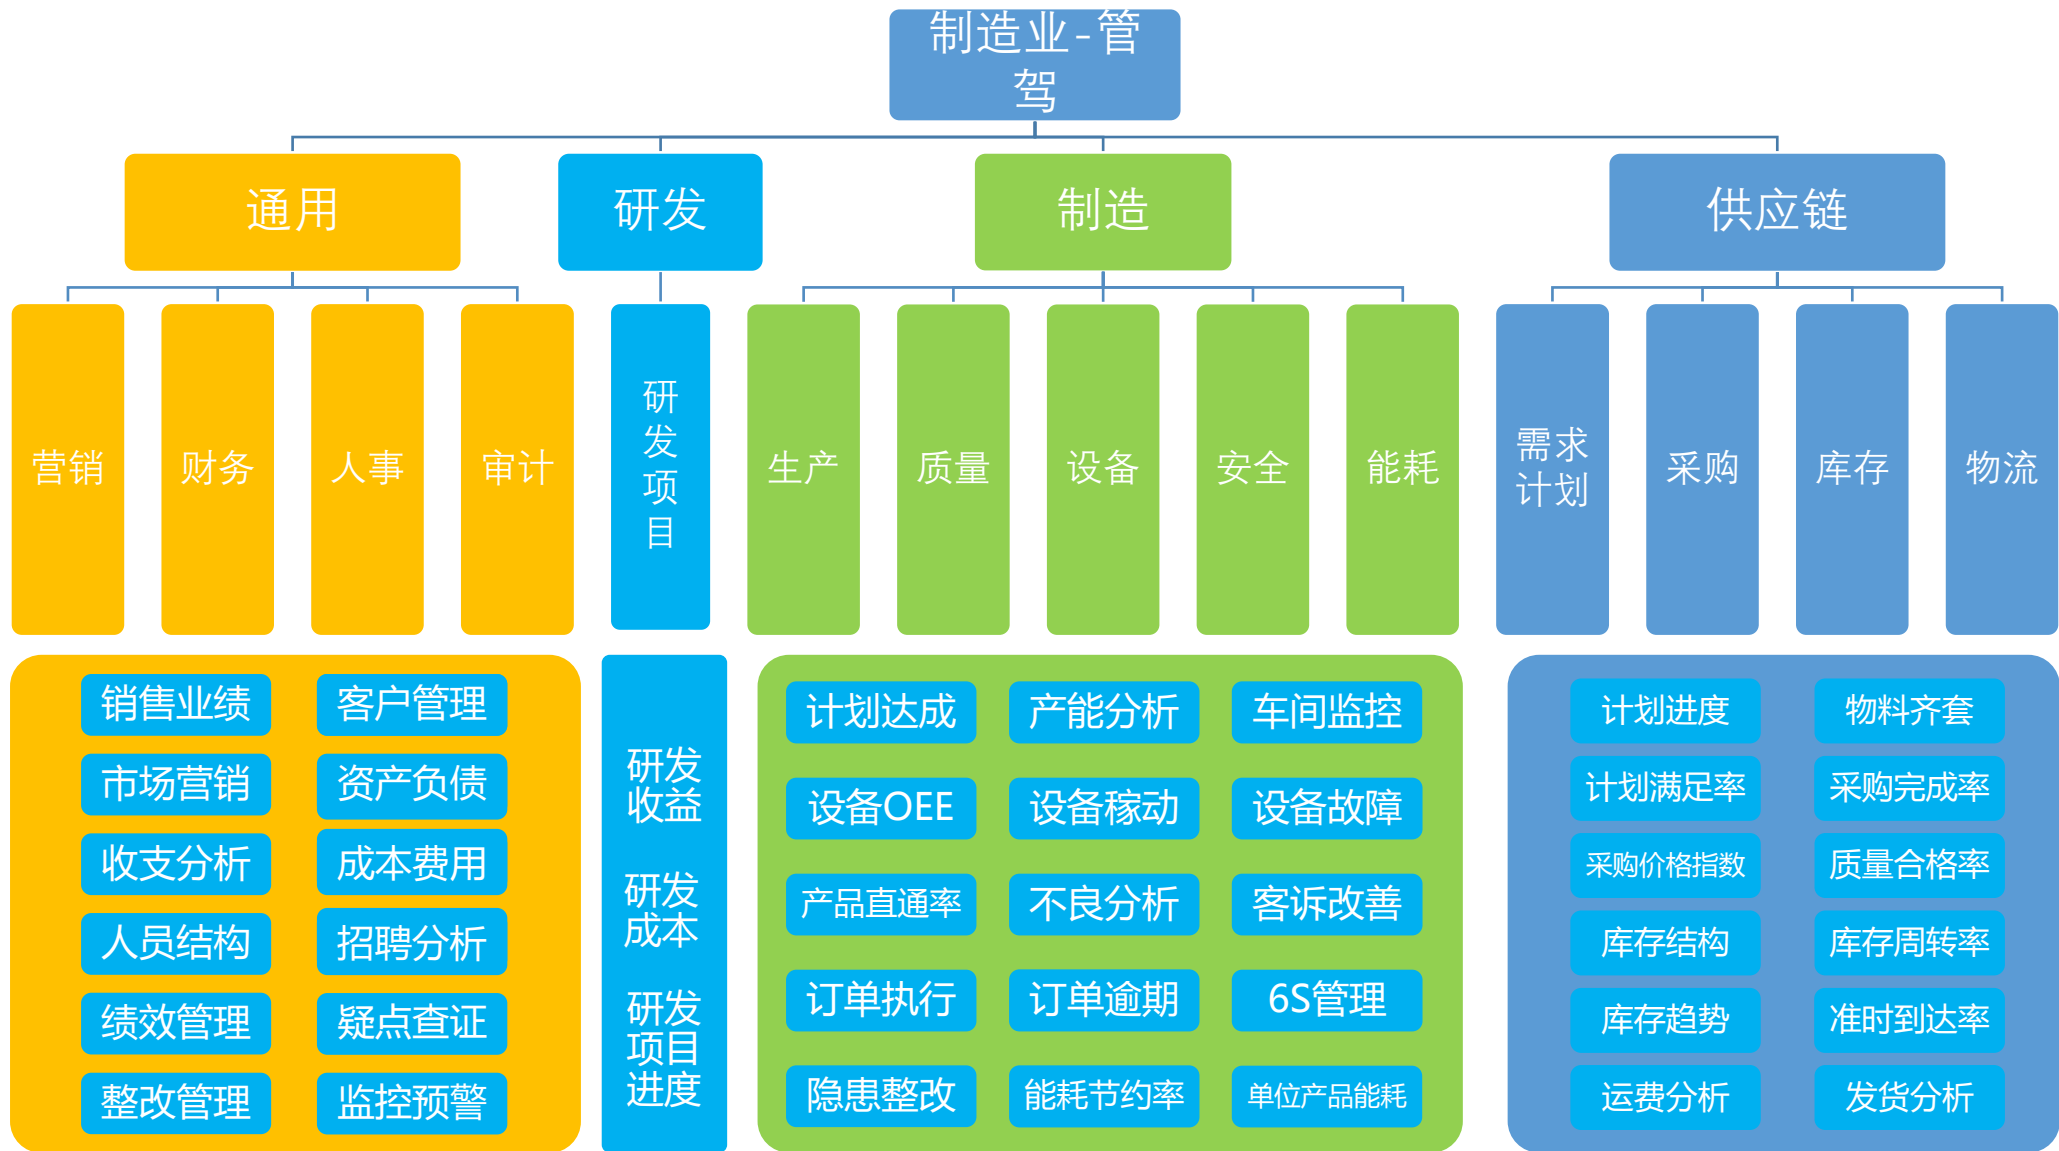 制造业-管
驾
通用
研发
制造
供应链
营销
财务
人事
审计
研
发
项
目
生产
质量
设备
安全
能耗
需求
计划
采购
库存
物流
销售业绩
客户管理
市场营销
资产负债
收支分析
成本费用
人员结构
招聘分析
绩效管理
疑点查证
整改管理
监控预警
研发
收益
研发
成本
研发
项目
进度
计划达成
产能分析
车间监控
设备OEE
设备稼动
设备故障
产品直通率
不良分析
客诉改善
订单执行
订单逾期
6S管理
隐患整改
能耗节约率
单位产品能耗
计划进度
物料齐套
计划满足率
采购完成率
采购价格指数
质量合格率
库存结构
库存周转率
库存趋势
准时到达率
运费分析
发货分析